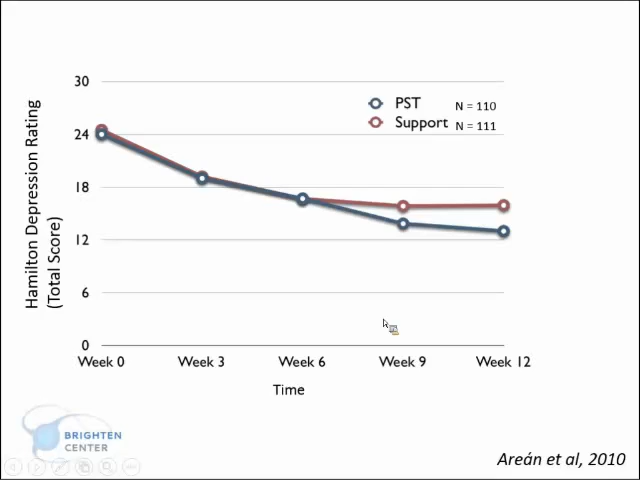 30
PST N = 110
Support N = 111
24
18
12
6
0
Hamilton Depression Rating
(Total Score)
Week 0 Week 3 Week 6 Week 9 Week 12
Time
BRIGHTEN
CENTER
Areán et al, 2010